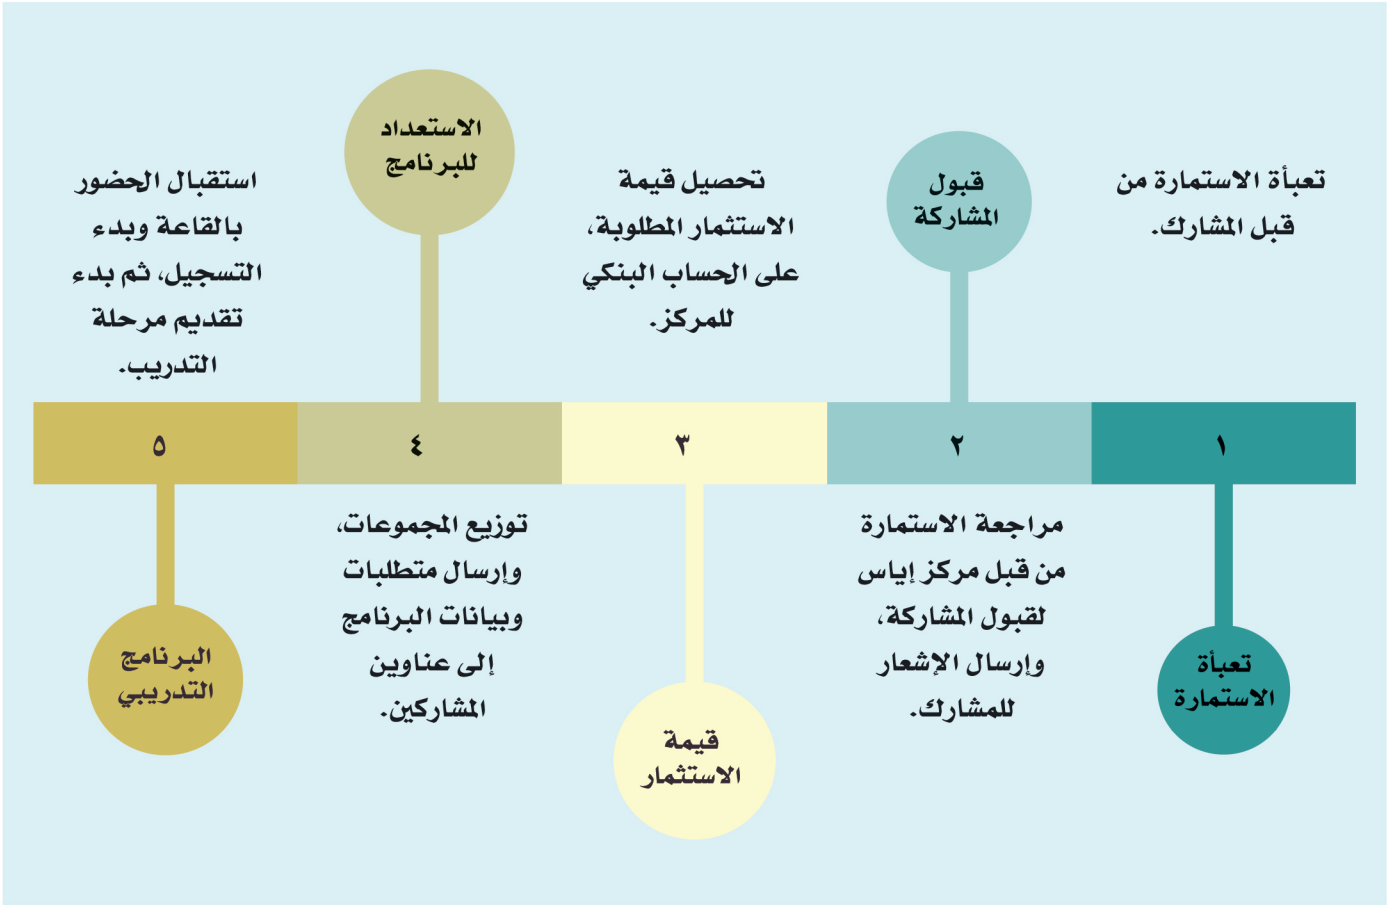 ١
تعبأة
الاستمارة
تعبأة الاستمارة من
قبل المشارك.
٢
قبول
المشاركة
مراجعة الاستمارة
من قبل مركز إياس
لقبول المشاركة،
وإرسال الإشعار
للمشارك.
٣
قيمة
الاستثمار
تحصيل قيمة
الاستثمار المطلوبة،
على الحساب البنكي
للمركز.
٤
الاستعداد
للبرنامج
توزيع المجموعات،
وإرسال متطلبات
وبيانات البرنامج
إلى عناوين
المشاركين.
٥
البرنامج
التدريبي
استقبال الحضور
بالقاعة وبدء
التسجيل، ثم بدء
تقديم مرحلة
التدريب.